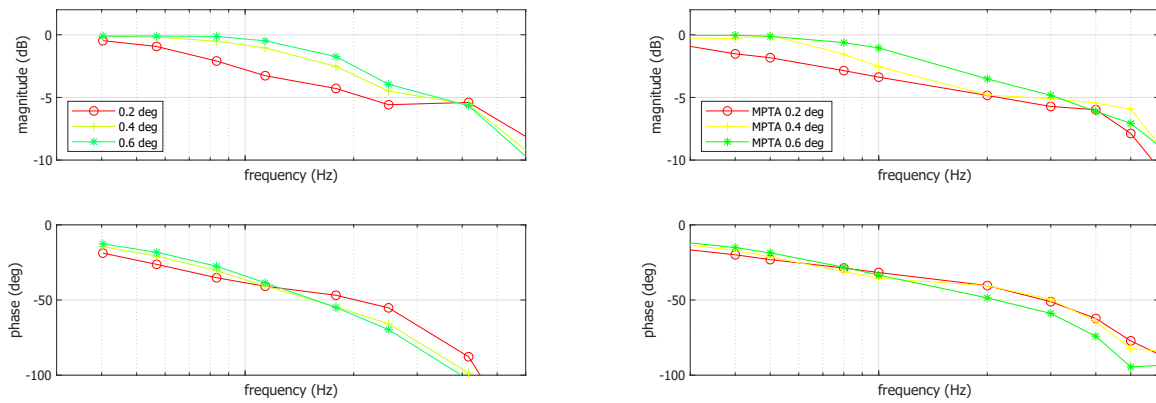 0
-5
-10
magnitude (dB)
0.2 deg
0.4 deg
0.6 deg
frequency (Hz)
0
-5
-10
magnitude (dB)
MPTA 0.2 deg
MPTA 0.4 deg
MPTA 0.6 deg
frequency (Hz)
0
-50
-100
phase (deg)
frequency (Hz)
0
-50
-100
phase (deg)
frequency (Hz)